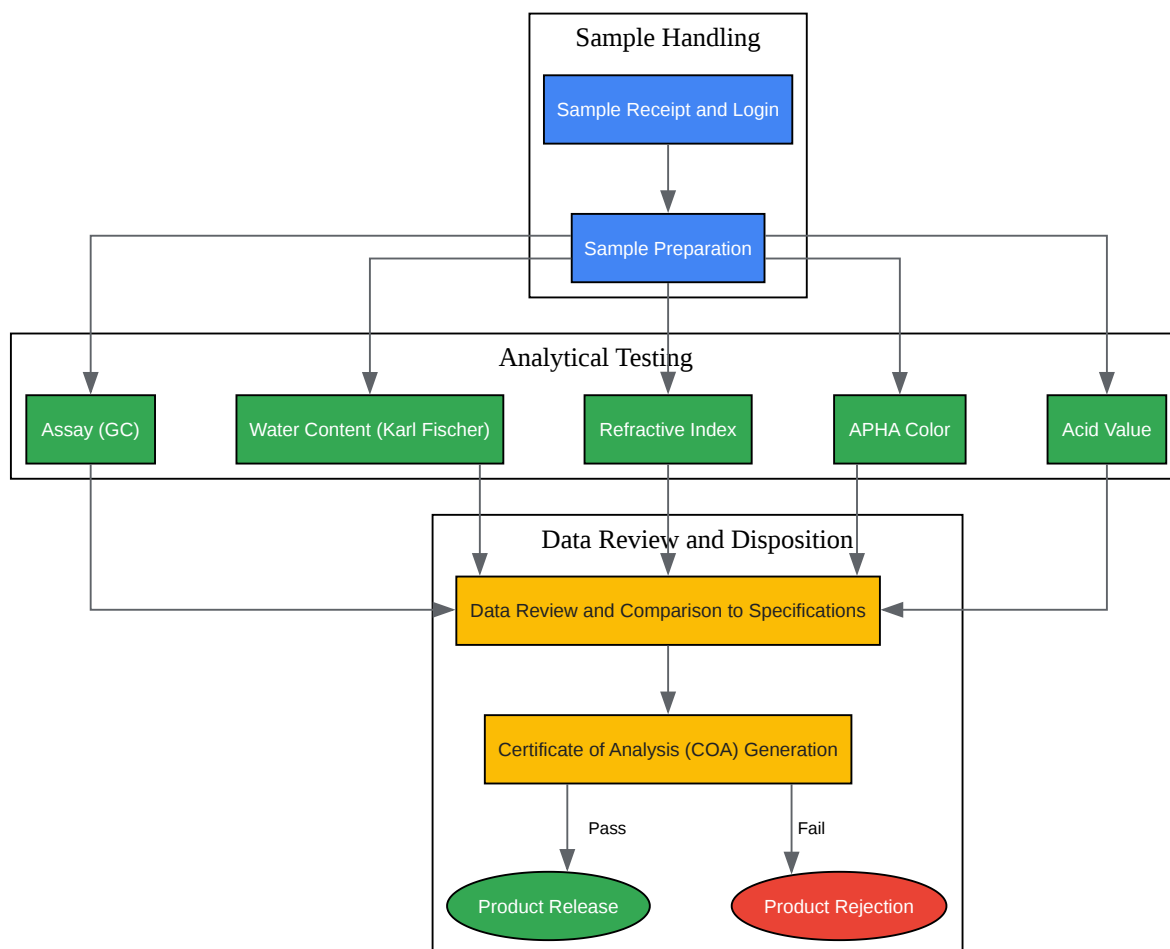 Sample Handling
Sample Receipt and Login
Sample Preparation
Analytical Testing
Assay (GC)
Water Content (Karl Fischer)
Refractive Index
APHA Color
Acid Value
Data Review and Disposition
Data Review and Comparison to Specifications
Certificate of Analysis (COA) Generation
Pass
Fail
Product Release
Product Rejection